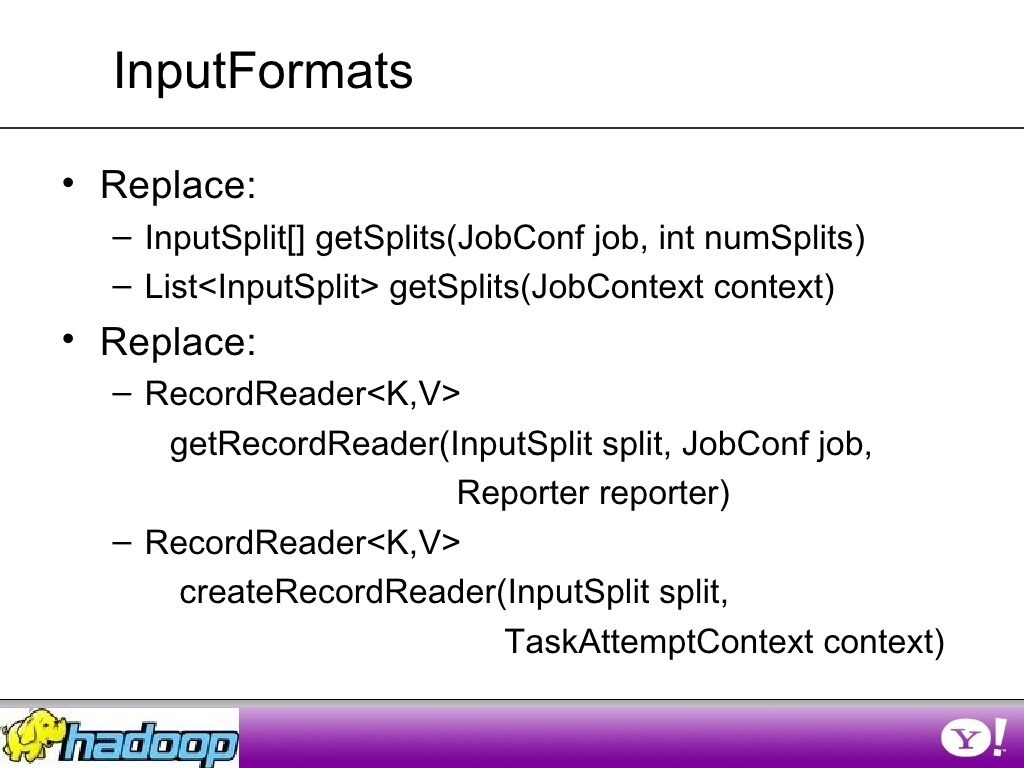 InputFormats
• Replace:
– InputSplit[] getSplits(JobConf job, int numSplits)
– List<InputSplit> getSplits(JobContext context)
• Replace:
– RecordReader<K,V>
getRecordReader(InputSplit split, JobConf job,
Reporter reporter)
– RecordReader<K,V>
createRecordReader(InputSplit split,
TaskAttemptContext context)
hadoop
Y!